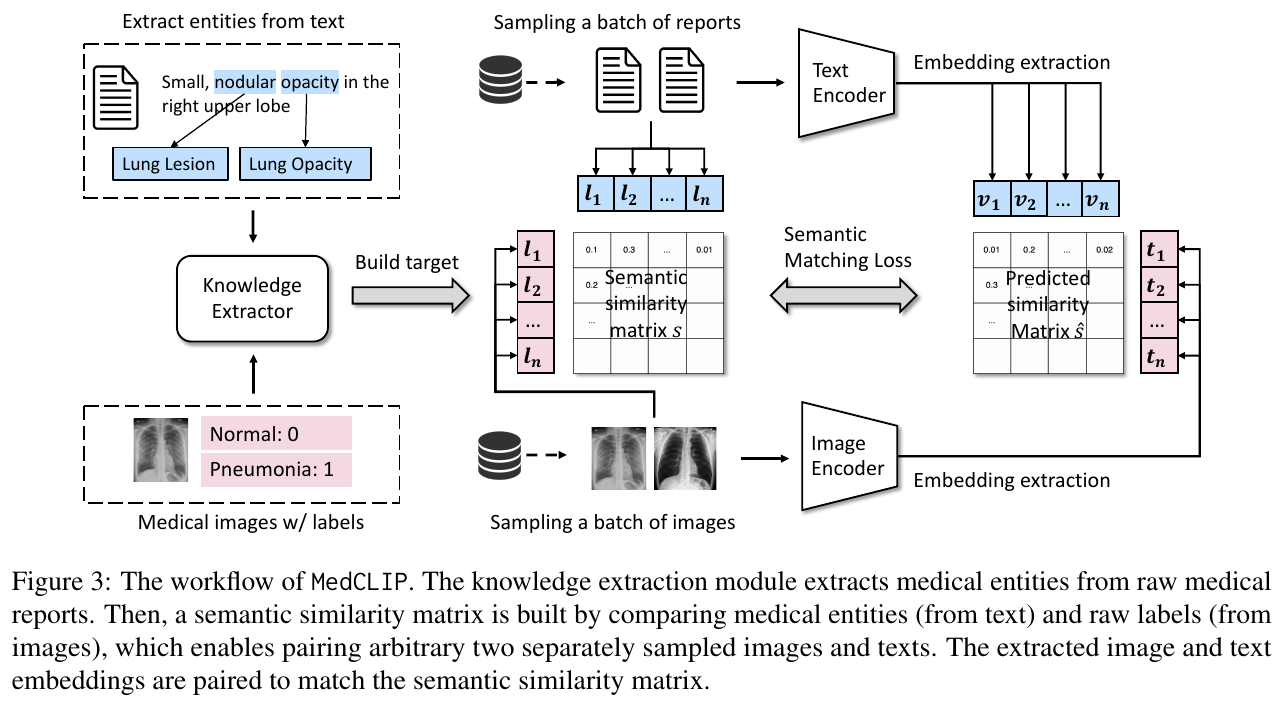 Extract entities from text
Small, nodular opacity in the
right upper lobe
Lung Lesion
Lung Opacity
Knowledge
Extractor
Normal: 0
Pneumonia: 1
Medical images w/ labels
Build target
Sampling a batch of reports
l₁ l₂ ... lₙ
l₁
l₂
...
lₙ
0.1 0.3 ... 0.01
0.2 ...
...
Semantic
similarity
matrix s
Sampling a batch of images
Semantic
Matching Loss
Text
Encoder
Embedding extraction
v₁ v₂ ... vₙ
0.01 0.2 ... 0.02
0.3 ...
...
Predicted
similarity
Matrix ŝ
t₁
t₂
...
tₙ
Image
Encoder
Embedding extraction
Figure 3: The workflow of MedCLIP. The knowledge extraction module extracts medical entities from raw medical
reports. Then, a semantic similarity matrix is built by comparing medical entities (from text) and raw labels (from
images), which enables pairing arbitrary two separately sampled images and texts. The extracted image and text
embeddings are paired to match the semantic similarity matrix.